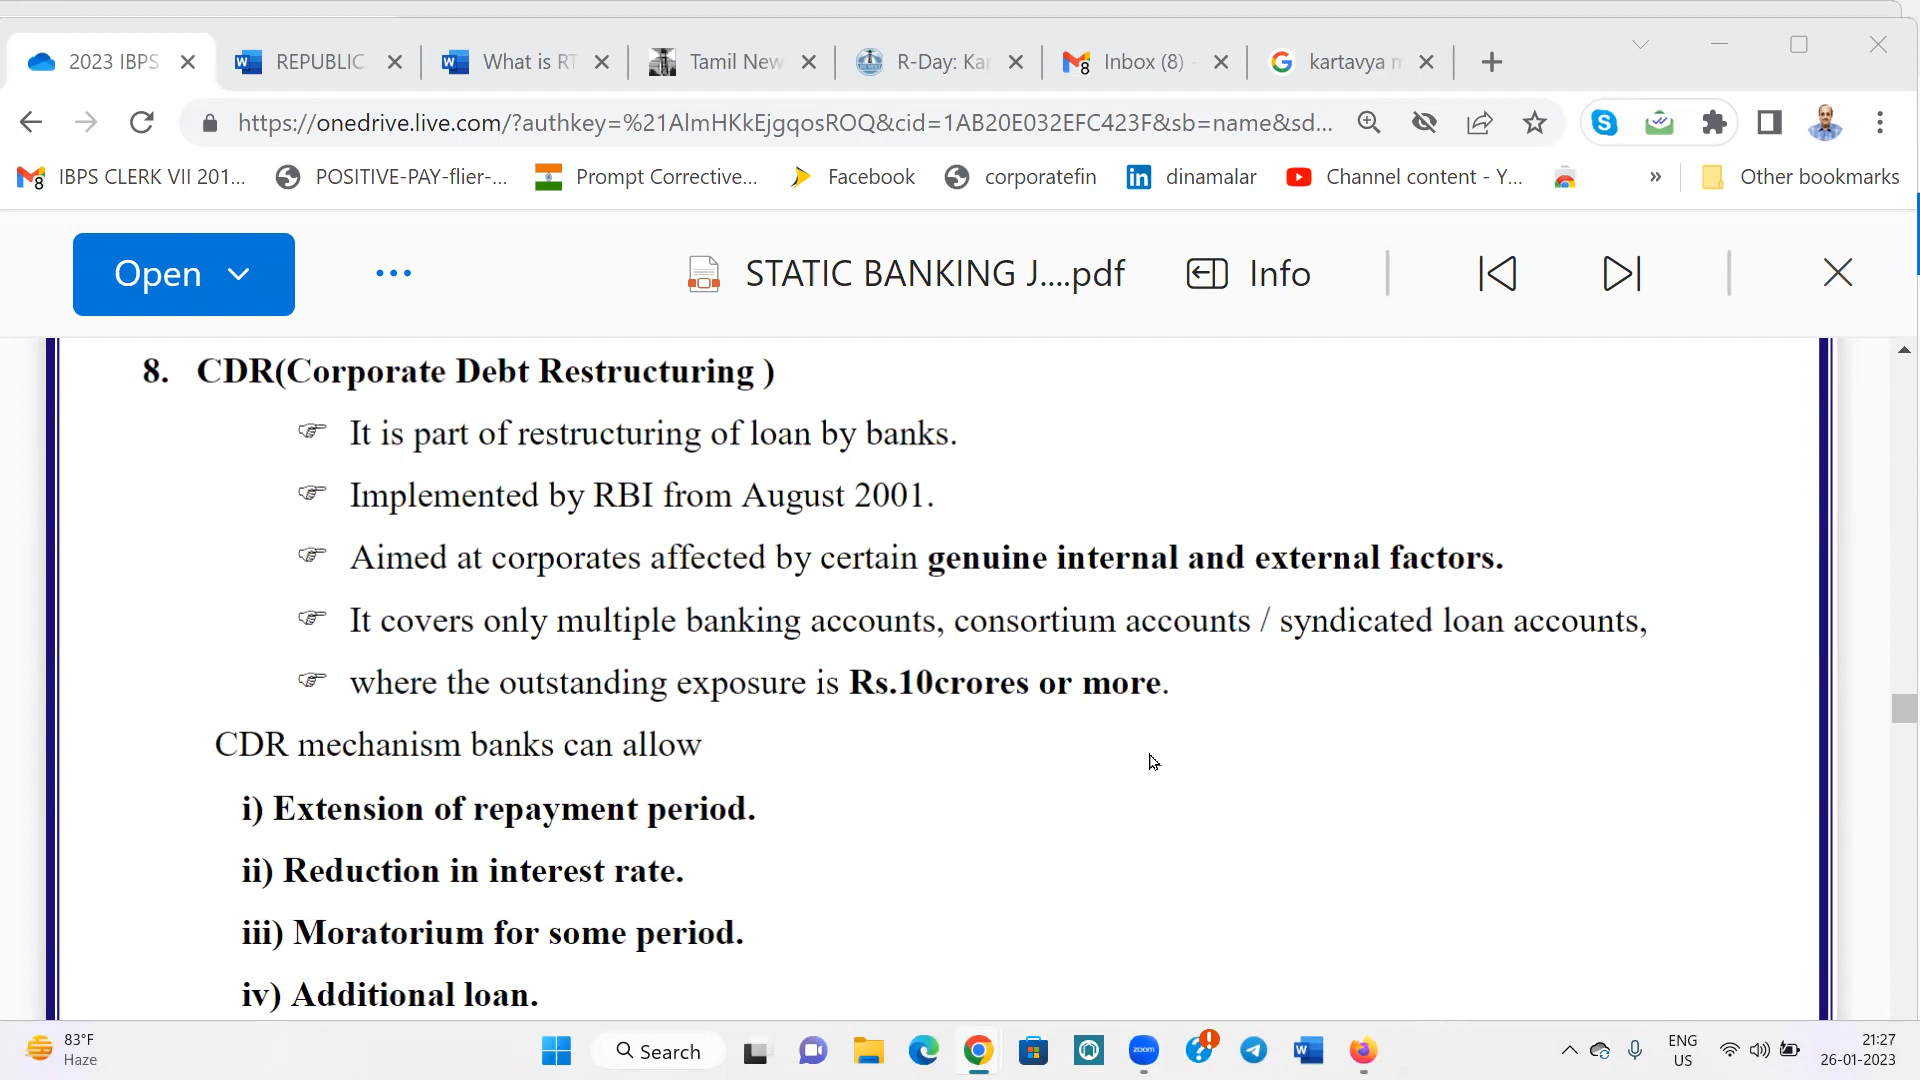 2023 IBPS
REPUBLIC
What is RT
Tamil New
R-Day: Kar
Inbox (8) -
kartavya m
https://onedrive.live.com/?authkey=%21AlmHKkEjgqosROQ&cid=1AB20E032EFC423F&sb=name&sd...
IBPS CLERK VII 201...
POSITIVE-PAY-flier-...
Prompt Corrective...
Facebook
corporatefin
dinamalar
Channel content - Y...
»
Other bookmarks
Open
STATIC BANKING J....pdf
Info
8. CDR(Corporate Debt Restructuring )
It is part of restructuring of loan by banks.
Implemented by RBI from August 2001.
Aimed at corporates affected by certain genuine internal and external factors.
It covers only multiple banking accounts, consortium accounts / syndicated loan accounts,
where the outstanding exposure is Rs.10crores or more.
CDR mechanism banks can allow
i) Extension of repayment period.
ii) Reduction in interest rate.
iii) Moratorium for some period.
iv) Additional loan.
83°F
Haze
Search
zoom
ENG
US
21:27
26-01-2023